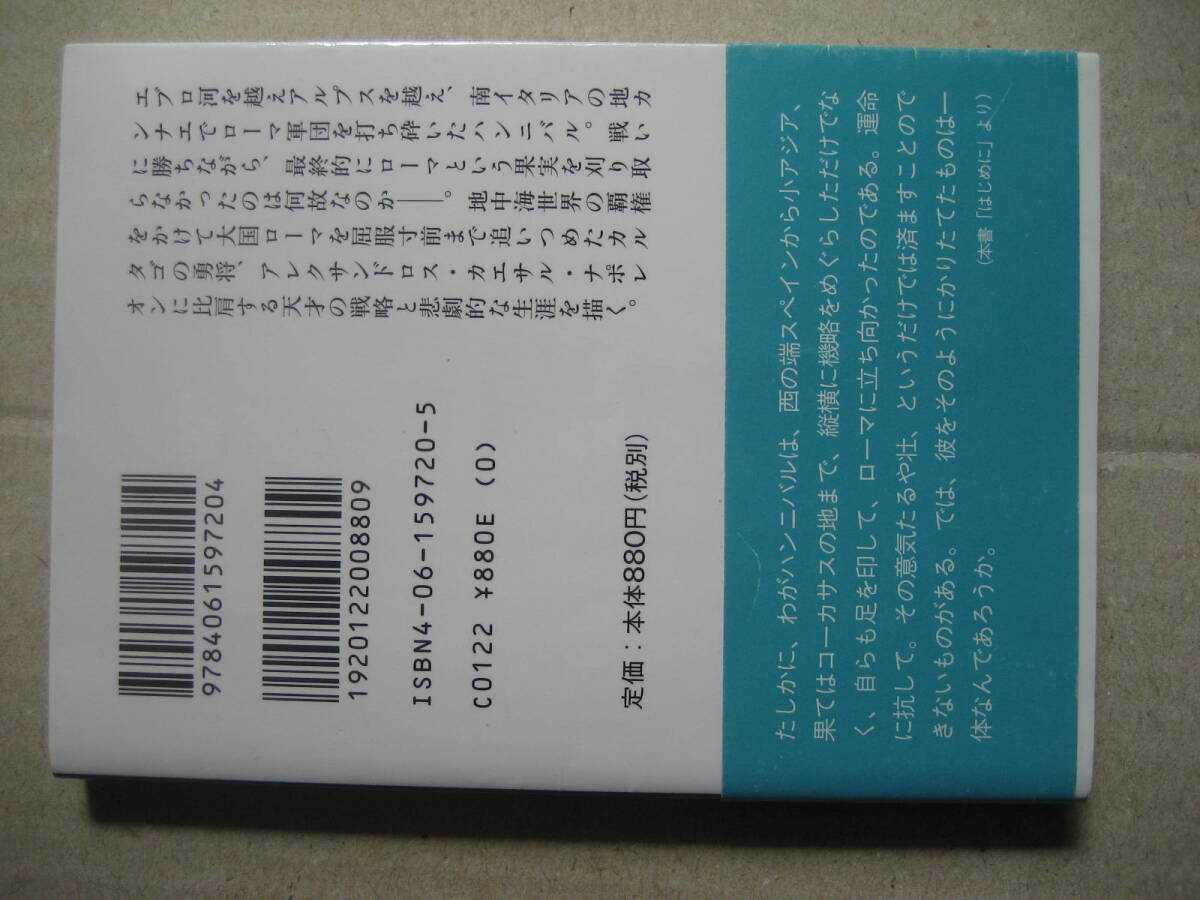 エブロ河を越えアルプスを越え、南イタリアの地カ
ンナエでローマ軍団を打ち砕いたハンニバル。戦い
に勝ちながら、最終的にローマという果実を刈り取
らなかったのは何故なのか――。地中海世界の覇権
をかけて大国ローマを屈服寸前まで追いつめたカル
タゴの勇将、アレクサンドロス・カエサル・ナポレ
オンに比肩する天才の戦略と悲劇的な生涯を描く。
9784061597204
1920122008809
ISBN4-06-159720-5
C0122 ¥880E (0)
定価：本体880円(税別)
たしかに、わがハンニバルは、西の端スペインから小アジア、
果てはコーカサスの地まで、縦横に機略をめぐらしただけでな
く、自らも足を印して、ローマに立ち向かったのである。運命
に抗して。その意気たるや壮、というだけでは済ますことので
きないものがある。では、彼をそのようにかりたてたものは一
体なんであろうか。
(本書「はじめに」より)